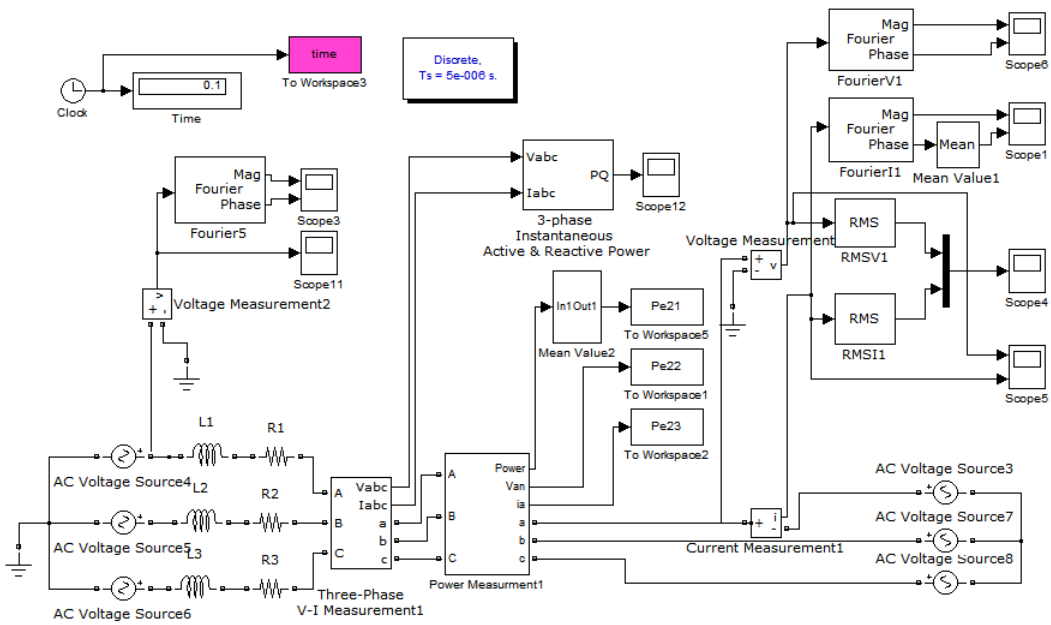 time
To Workspace3
Discrete,
Ts = 5e-006 s.
0.1
Clock
Time
Mag
Fourier
Phase
FourierV1
Scope6
Mag
Fourier
Phase
FourierI1
Mean
Mean Value1
Scope1
Mag
Fourier
Phase
Fourier5
Scope3
Scope11
Vabc
Iabc
PQ
3-phase
Instantaneous
Active & Reactive Power
Scope12
Voltage Measurement
+
-
v
RMS
RMSV1
RMS
RMSI1
Scope4
Scope5
v
+
-
Voltage Measurement2
In1Out1
Mean Value2
Pe21
To Workspace5
Pe22
To Workspace1
Pe23
To Workspace2
L1
R1
+
AC Voltage Source4
L2
R2
+
AC Voltage Source5
L3
R3
+
AC Voltage Source6
A
B
C
Vabc
Iabc
a
b
c
Three-Phase
V-I Measurement1
A
B
C
Power
Van
ia
a
b
c
Power Measurment1
+
i
-
Current Measurement1
AC Voltage Source3
+
AC Voltage Source7
+
AC Voltage Source8
+